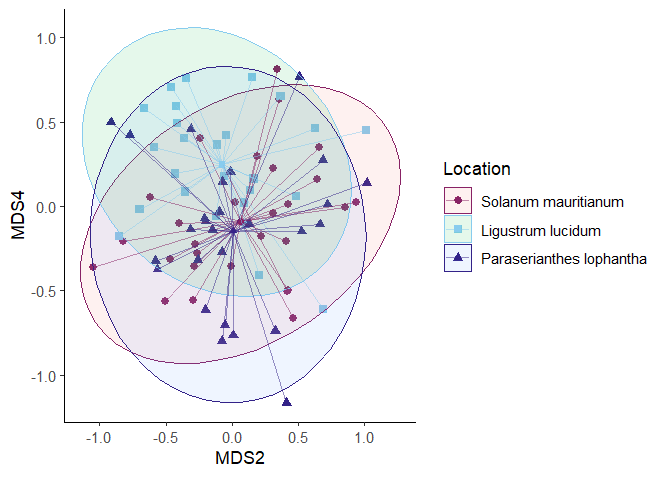 1.0
0.5
0.0
-0.5
-1.0
MDS4
-1.0 -0.5 0.0 0.5 1.0
MDS2
Location
Solanum mauritianum
Ligustrum lucidum
Paraserianthes lophantha